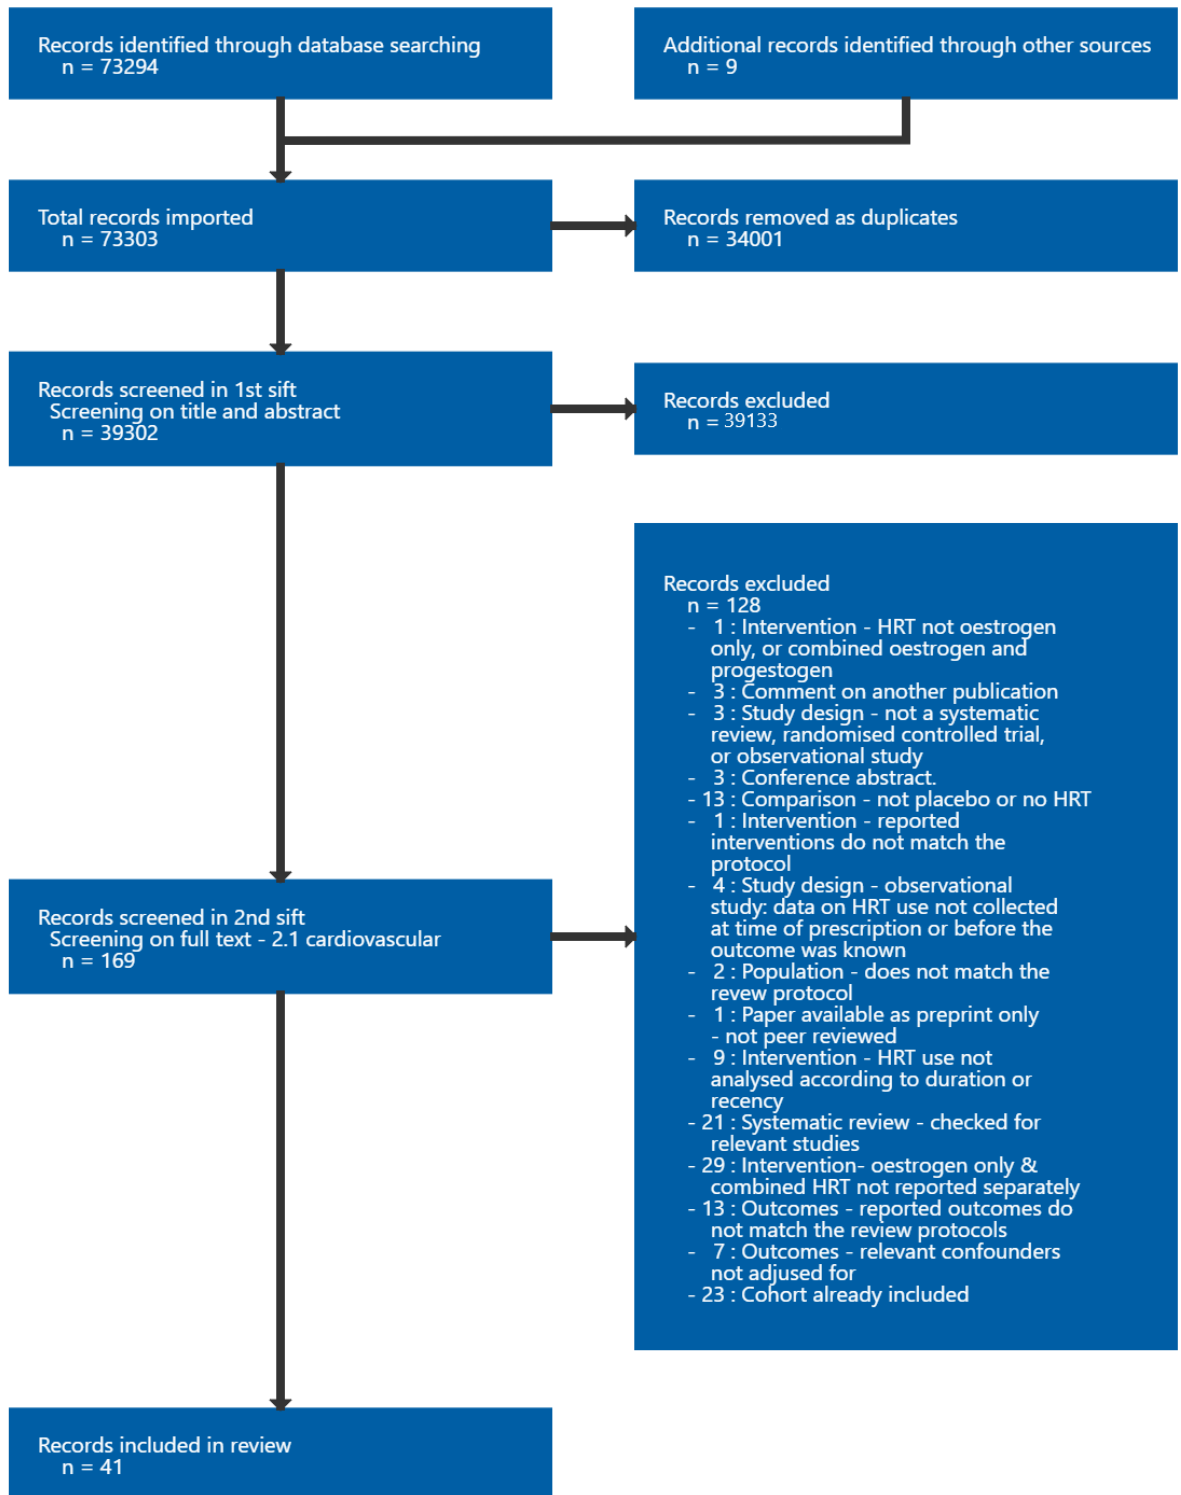 Records identified through database searching
n = 73294
Additional records identified through other sources
n = 9
Total records imported
n = 73303
Records removed as duplicates
n = 34001
Records screened in 1st sift
Screening on title and abstract
n = 39302
Records excluded
n = 39133
Records screened in 2nd sift
Screening on full text - 2.1 cardiovascular
n = 169
Records excluded
n = 128
- 1 : Intervention - HRT not oestrogen
only, or combined oestrogen and
progestogen
- 3 : Comment on another publication
- 3 : Study design - not a systematic
review, randomised controlled trial,
or observational study
- 3 : Conference abstract.
- 13 : Comparison - not placebo or no HRT
- 1 : Intervention - reported
interventions do not match the
protocol
- 4 : Study design - observational
study: data on HRT use not collected
at time of prescription or before the
outcome was known
- 2 : Population - does not match the
revew protocol
- 1 : Paper available as preprint only
- not peer reviewed
- 9 : Intervention - HRT use not
analysed according to duration or
recency
- 21 : Systematic review - checked for
relevant studies
- 29 : Intervention- oestrogen only &
combined HRT not reported separately
- 13 : Outcomes - reported outcomes do
not match the review protocols
- 7 : Outcomes - relevant confounders
not adjused for
- 23 : Cohort already included
Records included in review
n = 41